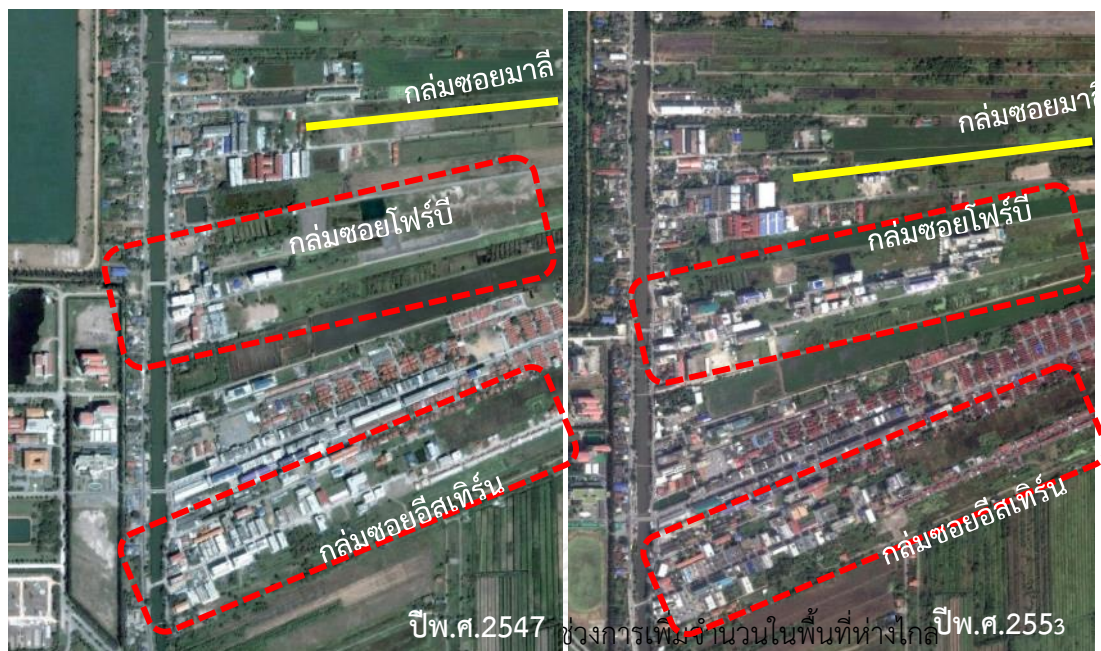 กลุ่มซอยมาลี
กลุ่มซอยโฟร์บี
กลุ่มซอยอีสเทิร์น
ปีพ.ศ.2547
กลุ่มซอยมาลี
กลุ่มซอยโฟร์บี
กลุ่มซอยอีสเทิร์น
ปีพ.ศ.2553
ช่วงการเพิ่มจำนวนในพื้นที่ห่างไกล